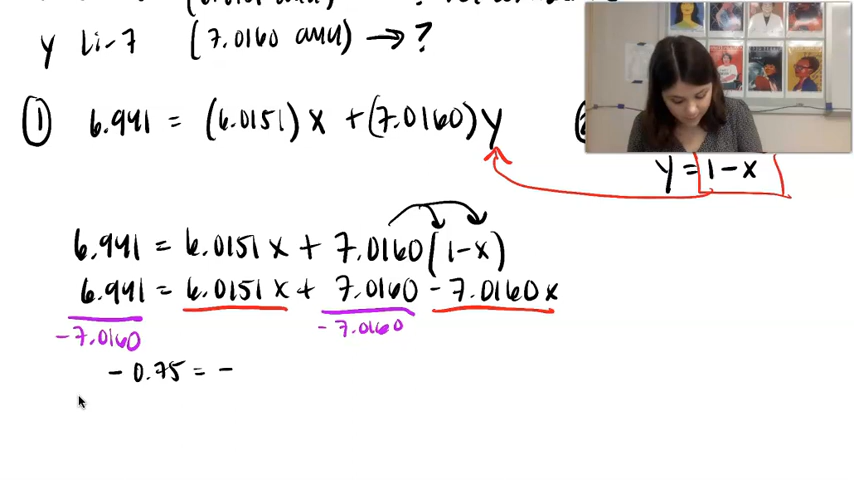 y Li-7 (7.0160 amu) → ?
① 6.941 = (6.0151) x + (7.0160) y
y = 1 - x
6.941 = 6.0151 x + 7.0160 (1 - x)
6.941 = 6.0151 x + 7.0160 - 7.0160 x
- 7.0160 - 7.0160
- 0.75 = -